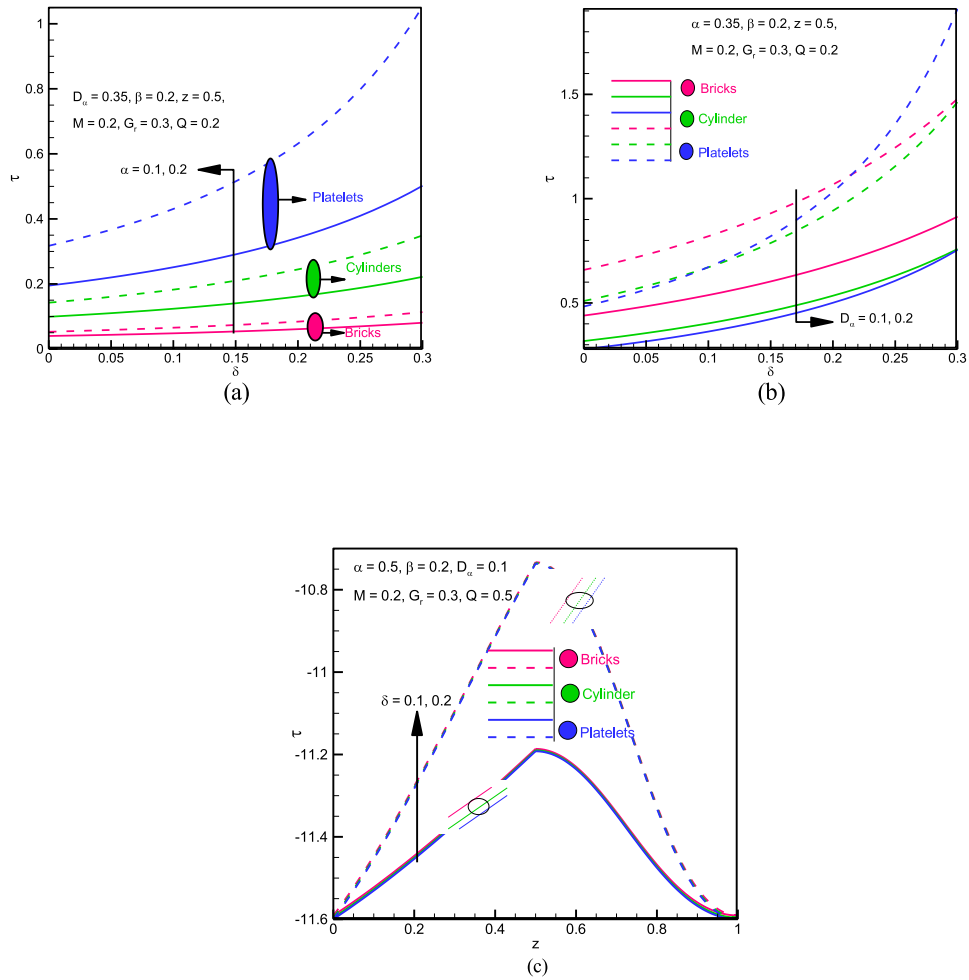 1
0.8
0.6
0.4
0.2
0
τ
Dα = 0.35, β = 0.2, z = 0.5,
M = 0.2, Gr = 0.3, Q = 0.2
α = 0.1, 0.2
Platelets
Cylinders
Bricks
0 0.05 0.1 0.15 0.2 0.25 0.3
δ
(a)
1.5
1
0.5
τ
α = 0.35, β = 0.2, z = 0.5,
M = 0.2, Gr = 0.3, Q = 0.2
Bricks
Cylinder
Platelets
Dα = 0.1, 0.2
0 0.05 0.1 0.15 0.2 0.25 0.3
δ
(b)
-10.8
-11
-11.2
-11.4
-11.6
τ
α = 0.5, β = 0.2, Dα = 0.1
M = 0.2, Gr = 0.3, Q = 0.5
Bricks
Cylinder
Platelets
δ = 0.1, 0.2
0 0.2 0.4 0.6 0.8 1
z
(c)